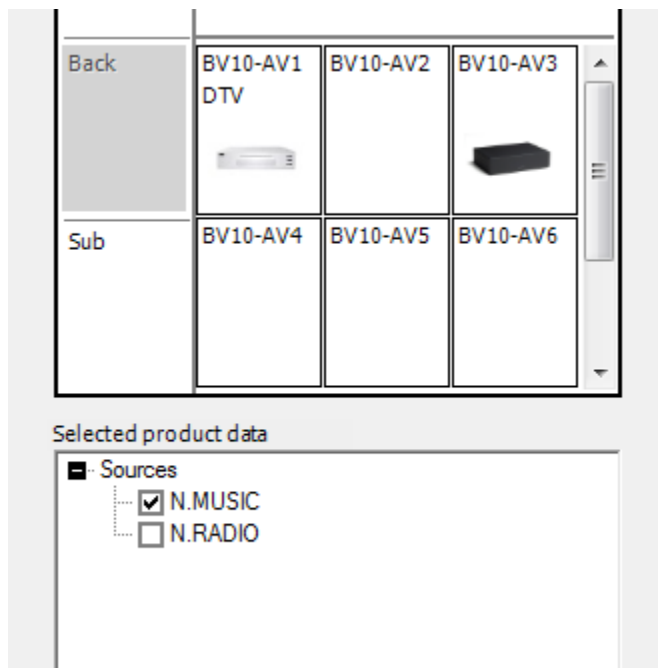 Back
BV10-AV1
DTV
BV10-AV2
BV10-AV3
Sub
BV10-AV4
BV10-AV5
BV10-AV6
Selected product data
Sources
N.MUSIC
N.RADIO